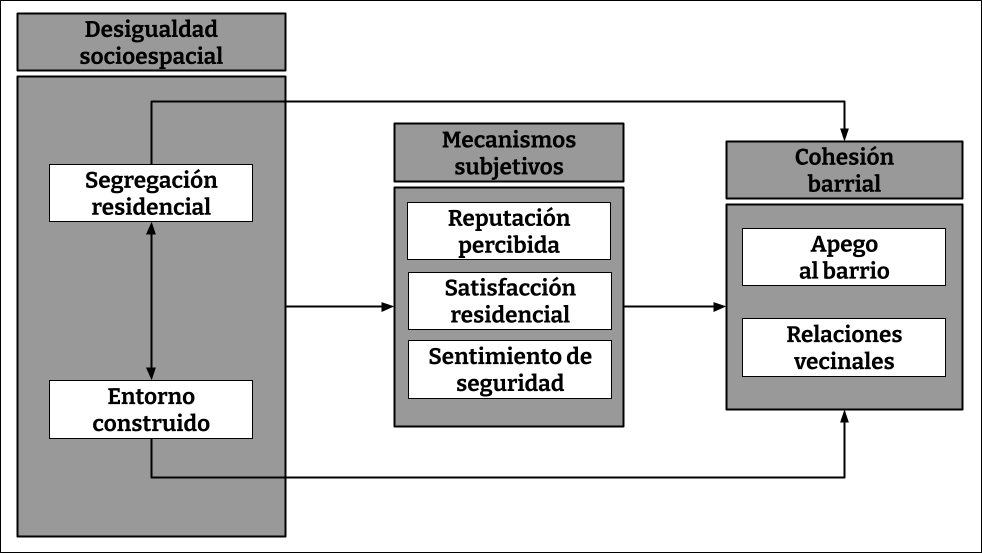 Desigualdad
socioespacial
Segregación
residencial
Entorno
construido
Mecanismos
subjetivos
Reputación
percibida
Satisfacción
residencial
Sentimiento de
seguridad
Cohesión
barrial
Apego
al barrio
Relaciones
vecinales